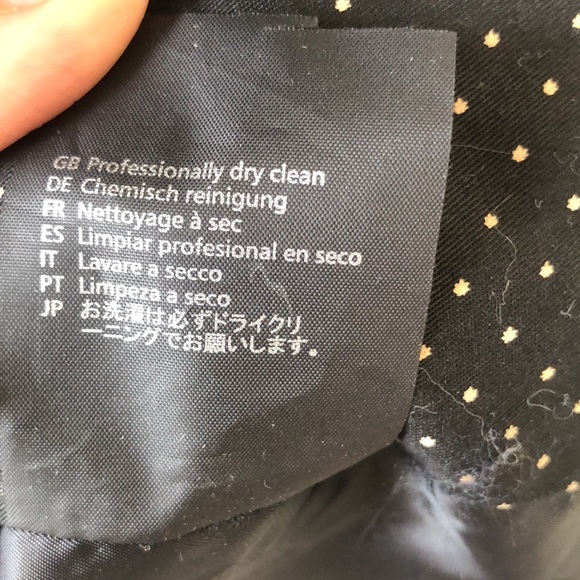 GB Professionally dry clean
DE Chemisch reinigung
FR Nettoyage à sec
ES Limpiar profesional en seco
IT Lavare a secco
PT Limpeza a seco
JP お洗濯は必ずドライクリ
ーニングでお願いします。